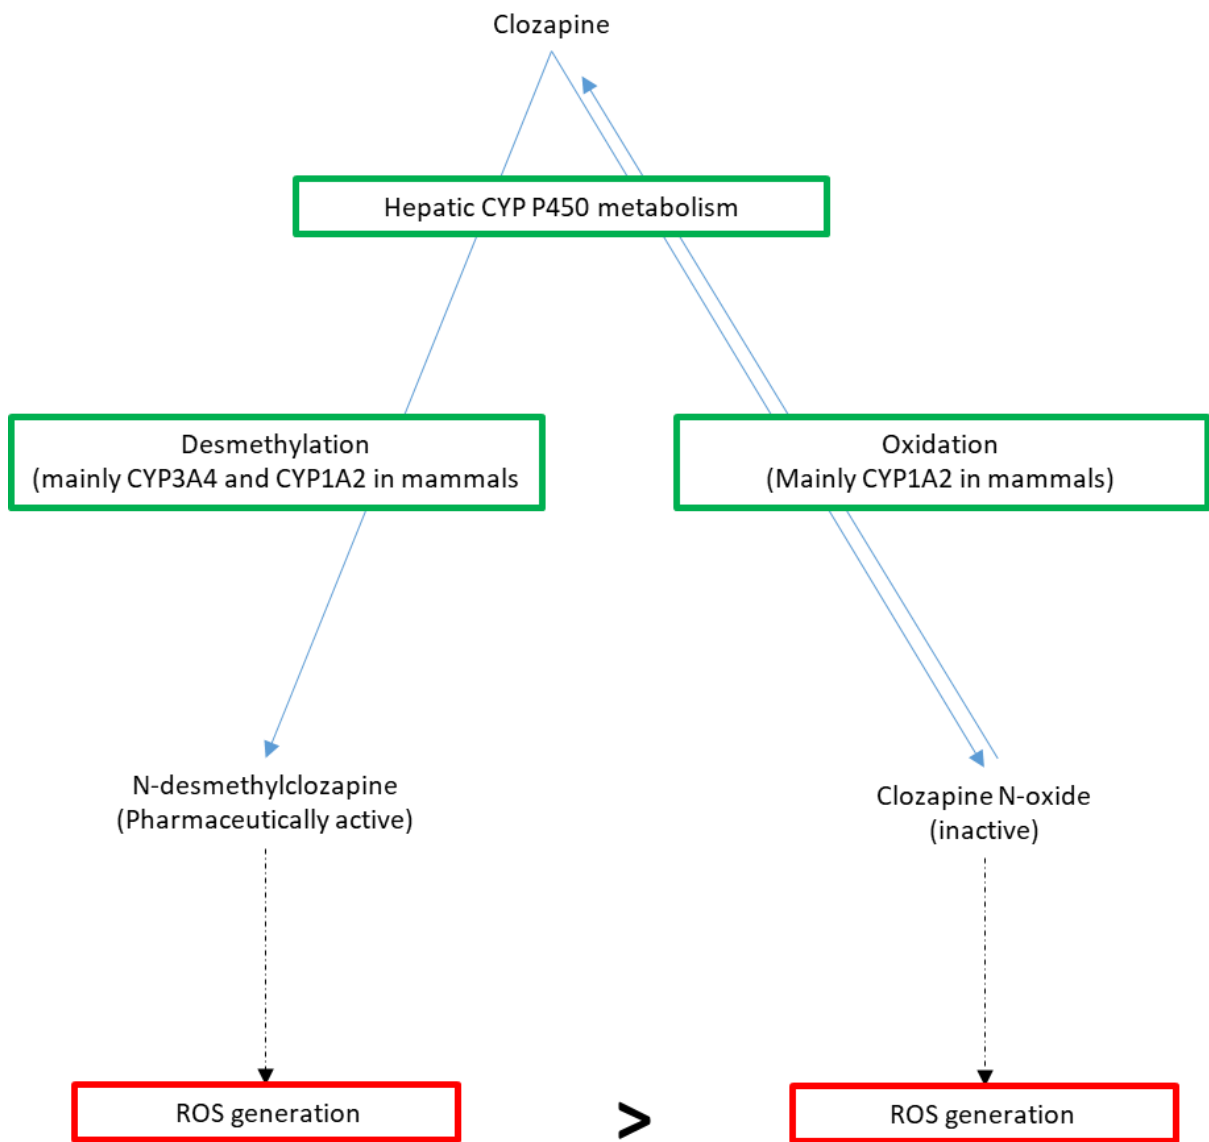 Clozapine
Hepatic CYP P450 metabolism
Desmethylation
(mainly CYP3A4 and CYP1A2 in mammals
Oxidation
(Mainly CYP1A2 in mammals)
N-desmethylclozapine
(Pharmaceutically active)
Clozapine N-oxide
(inactive)
ROS generation
>
ROS generation